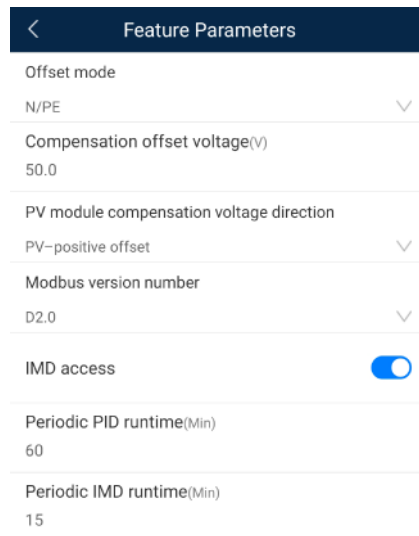 Feature Parameters
Offset mode
N/PE
Compensation offset voltage(V)
50.0
PV module compensation voltage direction
PV-positive offset
Modbus version number
D2.0
IMD access
Periodic PID runtime(Min)
60
Periodic IMD runtime(Min)
15